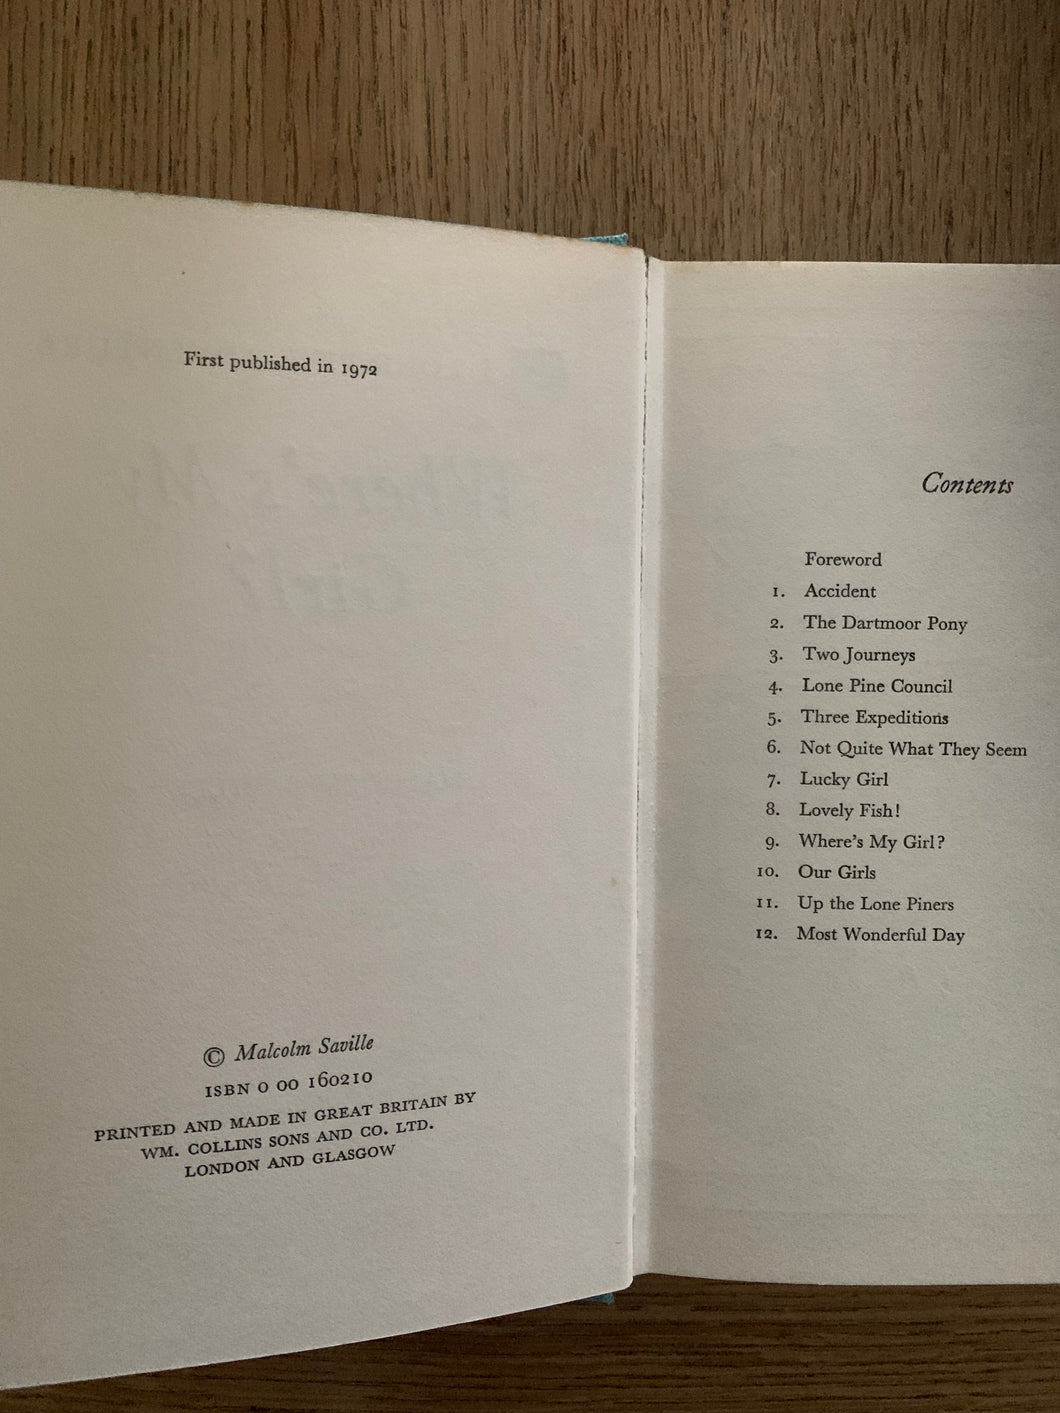 First published in 1972
© Malcolm Saville
ISBN 0 00 160210
PRINTED AND MADE IN GREAT BRITAIN BY
WM. COLLINS SONS AND CO. LTD.
LONDON AND GLASGOW
Contents
Foreword
1. Accident
2. The Dartmoor Pony
3. Two Journeys
4. Lone Pine Council
5. Three Expeditions
6. Not Quite What They Seem
7. Lucky Girl
8. Lovely Fish!
9. Where's My Girl?
10. Our Girls
11. Up the Lone Piners
12. Most Wonderful Day